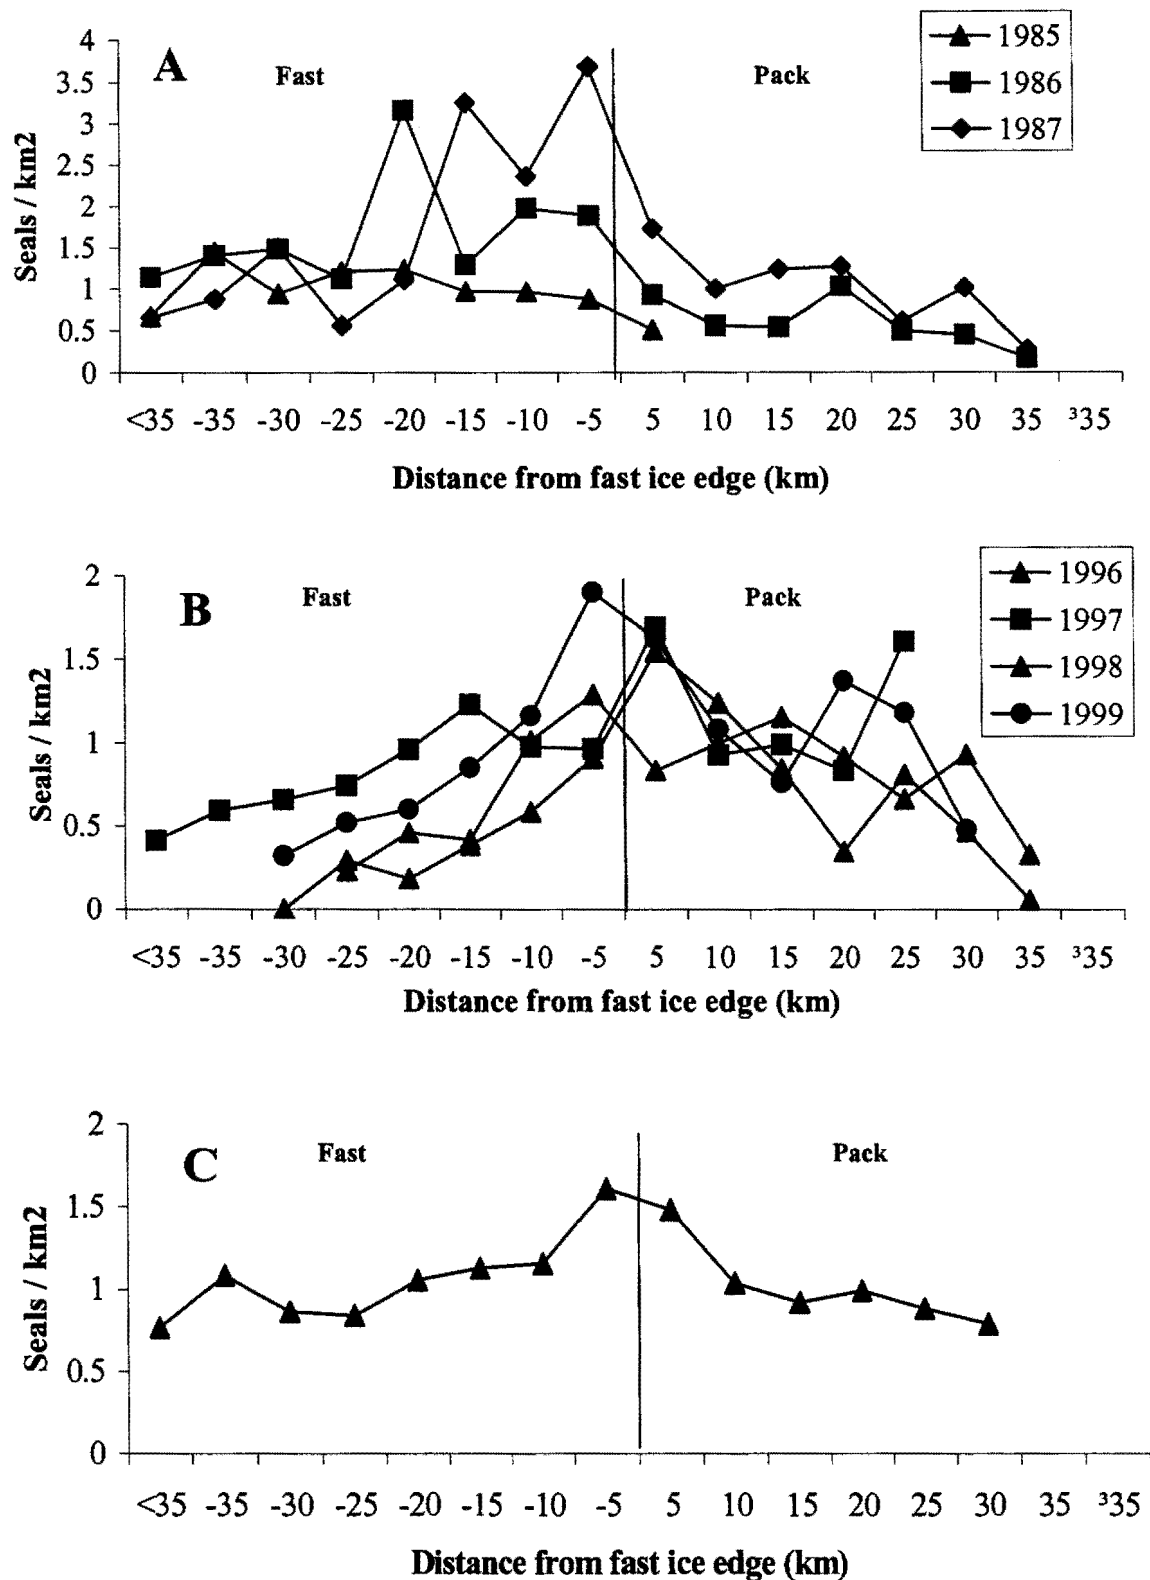 4
A
Fast
Pack
1985
1986
1987
3.5
3
2.5
2
1.5
1
0.5
0
Seals / km2
<35 -35 -30 -25 -20 -15 -10 -5 5 10 15 20 25 30 35 ³35
Distance from fast ice edge (km)
2
B
Fast
Pack
1996
1997
1998
1999
1.5
1
0.5
0
Seals / km2
<35 -35 -30 -25 -20 -15 -10 -5 5 10 15 20 25 30 35 ³35
Distance from fast ice edge (km)
2
C
Fast
Pack
1.5
1
0.5
0
Seals / km2
<35 -35 -30 -25 -20 -15 -10 -5 5 10 15 20 25 30 35 ³35
Distance from fast ice edge (km)